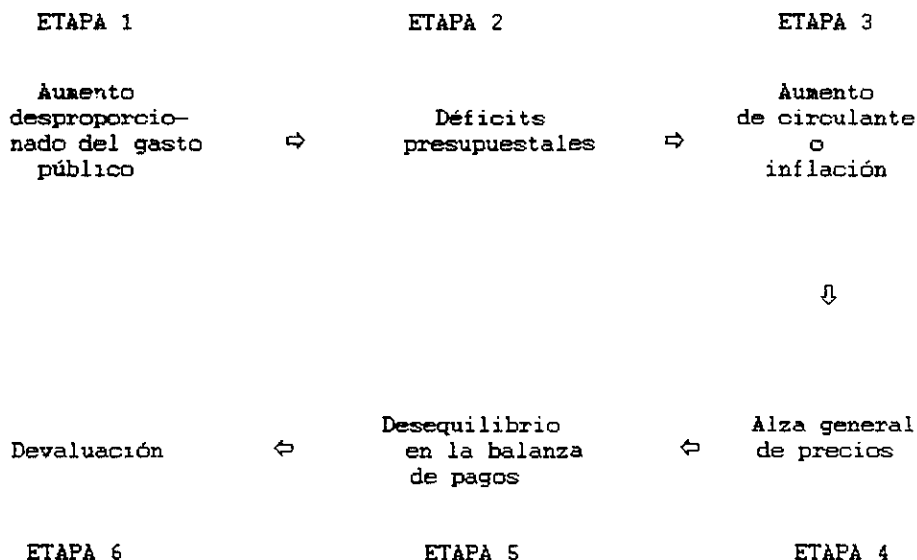 ETAPA 1
ETAPA 2
ETAPA 3
Aumento
desproporcio-
nado del gasto
público
⇨
Déficits
presupuestales
⇨
Aumento
de circulante
o
inflación
⇩
Alza general
de precios
⇦
Desequilibrio
en la balanza
de pagos
⇦
Devaluación
ETAPA 6
ETAPA 5
ETAPA 4